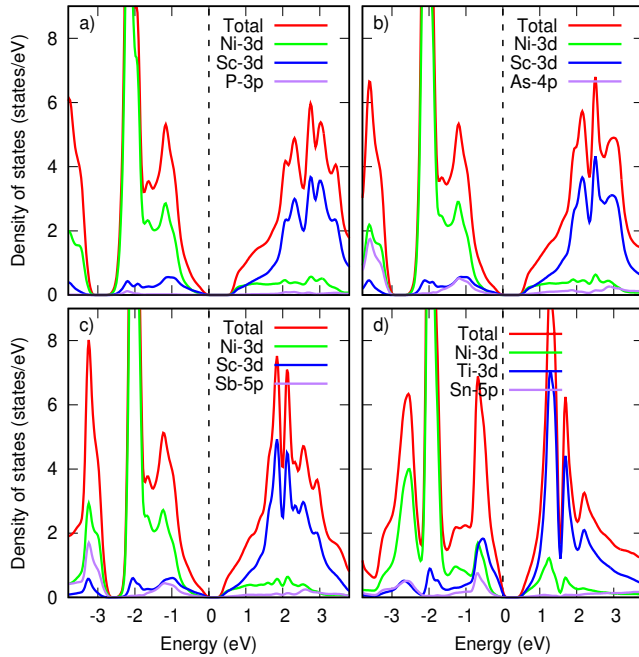 a)
Total
Ni-3d
Sc-3d
P-3p
b)
Total
Ni-3d
Sc-3d
As-4p
Density of states (states/eV)
8
6
4
2
0
c)
Total
Ni-3d
Sc-3d
Sb-5p
d)
Total
Ni-3d
Ti-3d
Sn-5p
Density of states (states/eV)
8
6
4
2
0
-3 -2 -1 0 1 2 3
-3 -2 -1 0 1 2 3
Energy (eV)
Energy (eV)